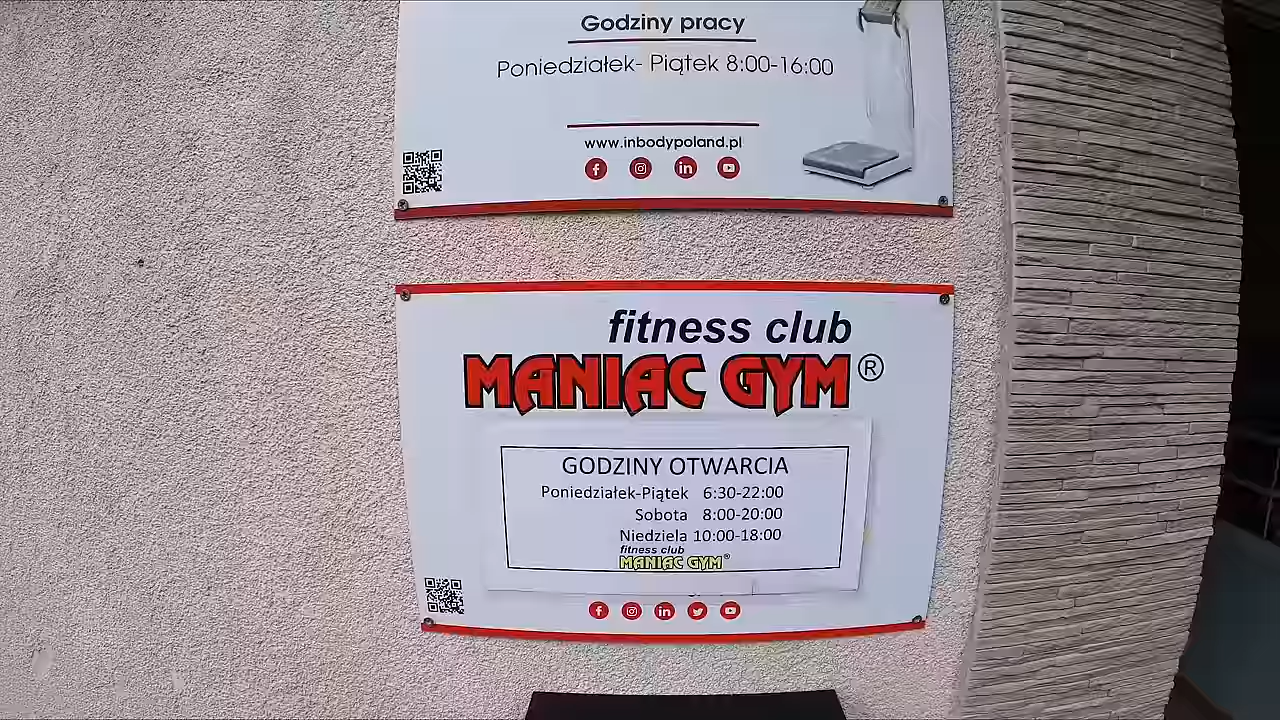 Godziny pracy
Poniedziałek- Piątek 8:00-16:00
www.inbodypoland.pl
fitness club
MANIAC GYM®
GODZINY OTWARCIA
Poniedziałek-Piątek 6:30-22:00
Sobota 8:00-20:00
Niedziela 10:00-18:00
fitness club
MANIAC GYM®